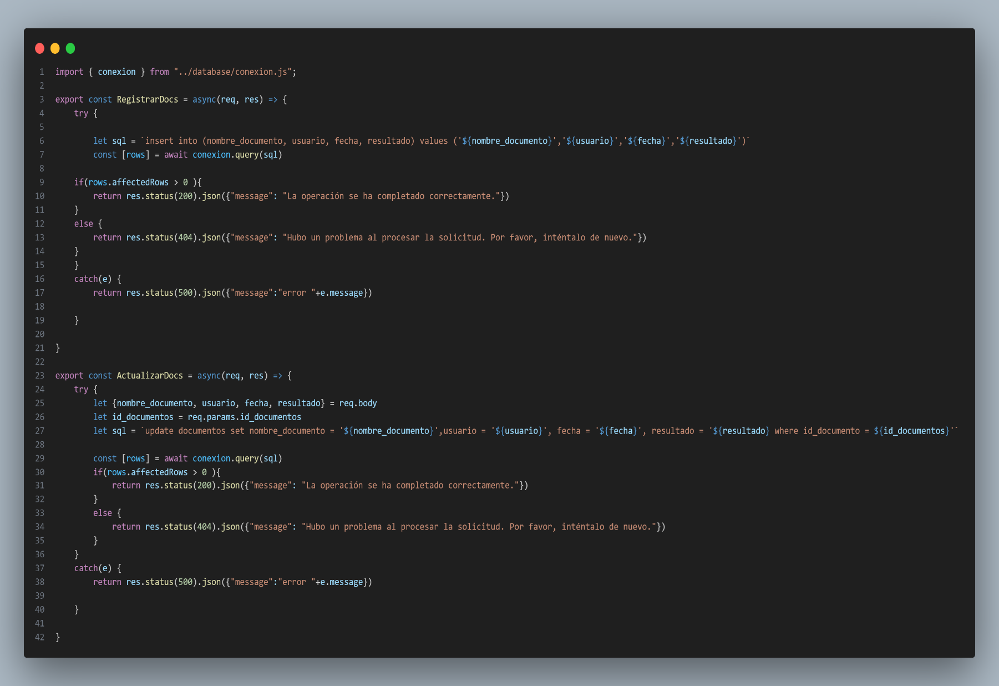 1 import { conexion } from "../database/conexion.js";
2
3 export const RegistrarDocs = async(req, res) => {
4     try {
5
6         let sql = `insert into (nombre_documento, usuario, fecha, resultado) values ('${nombre_documento}','${usuario}','${fecha}','${resultado}')`
7         const [rows] = await conexion.query(sql)
8
9     if(rows.affectedRows > 0 ){
10         return res.status(200).json({"message": "La operación se ha completado correctamente."})
11     }
12     else {
13         return res.status(404).json({"message": "Hubo un problema al procesar la solicitud. Por favor, inténtalo de nuevo."})
14     }
15     }
16     catch(e) {
17         return res.status(500).json({"message":"error "+e.message})
18
19     }
20
21 }
22
23 export const ActualizarDocs = async(req, res) => {
24     try {
25         let {nombre_documento, usuario, fecha, resultado} = req.body
26         let id_documentos = req.params.id_documentos
27         let sql = `update documentos set nombre_documento = '${nombre_documento}',usuario = '${usuario}', fecha = '${fecha}', resultado = '${resultado} where id_documento = ${id_documentos}'`
28
29         const [rows] = await conexion.query(sql)
30         if(rows.affectedRows > 0 ){
31             return res.status(200).json({"message": "La operación se ha completado correctamente."})
32         }
33         else {
34             return res.status(404).json({"message": "Hubo un problema al procesar la solicitud. Por favor, inténtalo de nuevo."})
35         }
36     }
37     catch(e) {
38         return res.status(500).json({"message":"error "+e.message})
39
40     }
41
42 }